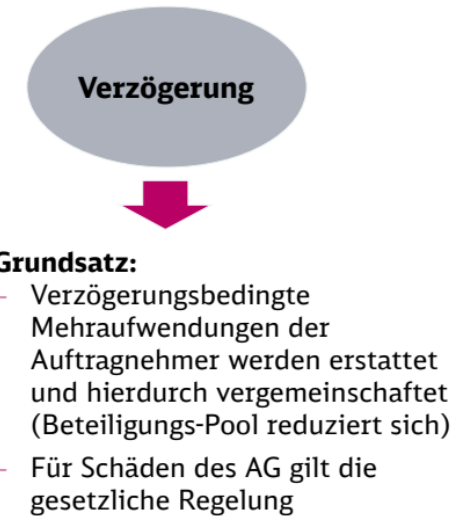 Verzögerung
Grundsatz:
– Verzögerungsbedingte
Mehraufwendungen der
Auftragnehmer werden erstattet
und hierdurch vergemeinschaftet
(Beteiligungs-Pool reduziert sich)
– Für Schäden des AG gilt die
gesetzliche Regelung